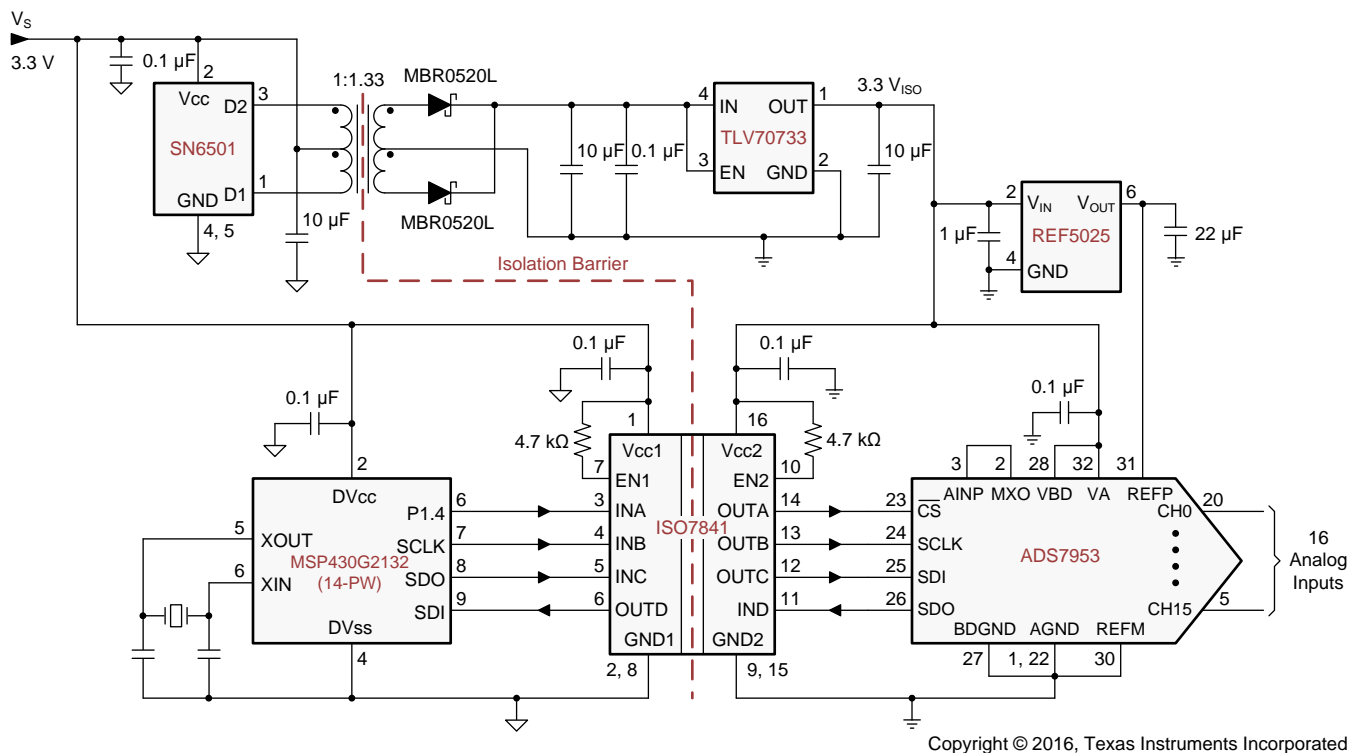 VS
3.3 V
0.1 µF
2
Vcc
D2
3
SN6501
GND
D1
1
4, 5
10 µF
1:1.33
MBR0520L
MBR0520L
10 µF
0.1 µF
4
IN
OUT
1
TLV70733
3
EN
GND
2
3.3 VISO
10 µF
2
VIN
VOUT
6
REF5025
1 µF
4
GND
22 µF
Isolation Barrier
0.1 µF
2
DVcc
5
XOUT
6
XIN
MSP430G2132
(14-PW)
P1.4
6
SCLK
7
SDO
8
SDI
9
DVss
4
0.1 µF
4.7 kΩ
1
Vcc1
7
EN1
3
INA
4
INB
5
INC
6
OUTD
GND1
2, 8
ISO7841
0.1 µF
4.7 kΩ
16
Vcc2
10
EN2
14
OUTA
13
OUTB
12
OUTC
11
IND
GND2
9, 15
0.1 µF
3
2
28
32
31
AINP
MXO
VBD
VA
REFP
23
CS
24
SCLK
25
SDI
26
SDO
ADS7953
CH0
20
CH15
5
BDGND
AGND
REFM
27
1, 22
30
16
Analog
Inputs
Copyright © 2016, Texas Instruments Incorporated